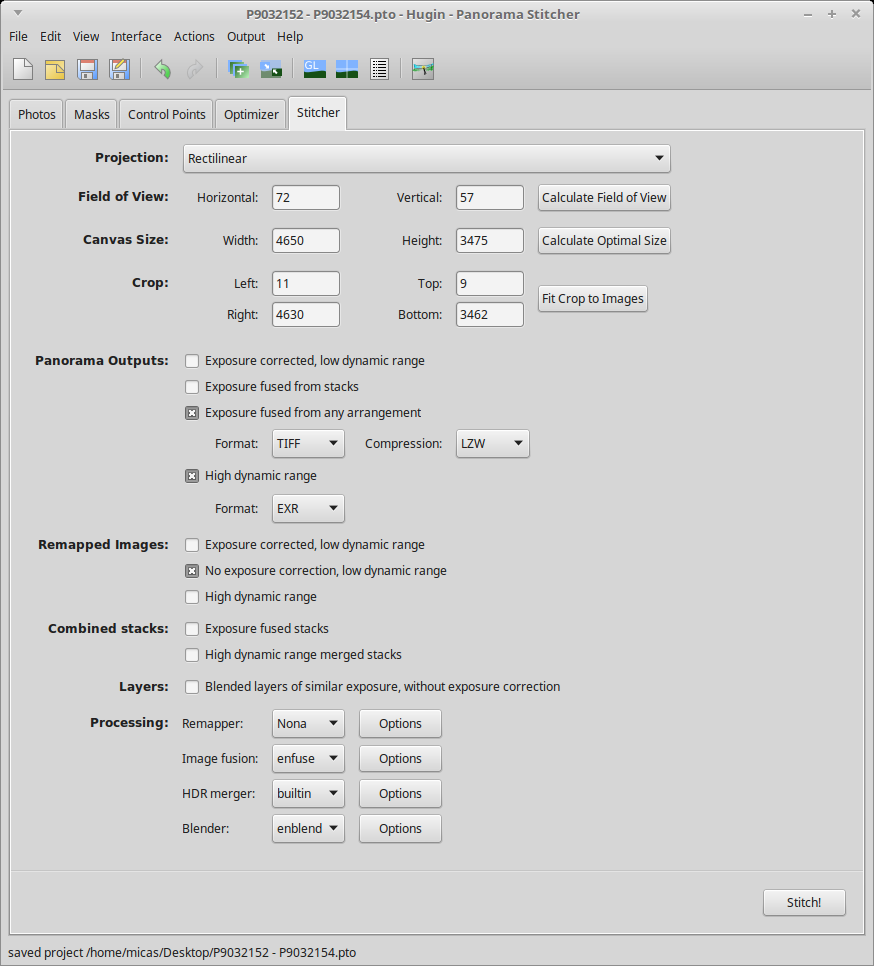 P9032152 - P9032154.pto - Hugin - Panorama Stitcher
File Edit View Interface Actions Output Help
GL
Photos Masks Control Points Optimizer Stitcher
Projection: Rectilinear
Field of View: Horizontal: 72 Vertical: 57 Calculate Field of View
Canvas Size: Width: 4650 Height: 3475 Calculate Optimal Size
Crop: Left: 11 Top: 9
Fit Crop to Images
Right: 4630 Bottom: 3462
Panorama Outputs: Exposure corrected, low dynamic range
Exposure fused from stacks
Exposure fused from any arrangement
Format: TIFF Compression: LZW
High dynamic range
Format: EXR
Remapped Images: Exposure corrected, low dynamic range
No exposure correction, low dynamic range
High dynamic range
Combined stacks: Exposure fused stacks
High dynamic range merged stacks
Layers: Blended layers of similar exposure, without exposure correction
Processing: Remapper: Nona Options
Image fusion: enfuse Options
HDR merger: builtin Options
Blender: enblend Options
Stitch!
saved project /home/micas/Desktop/P9032152 - P9032154.pto